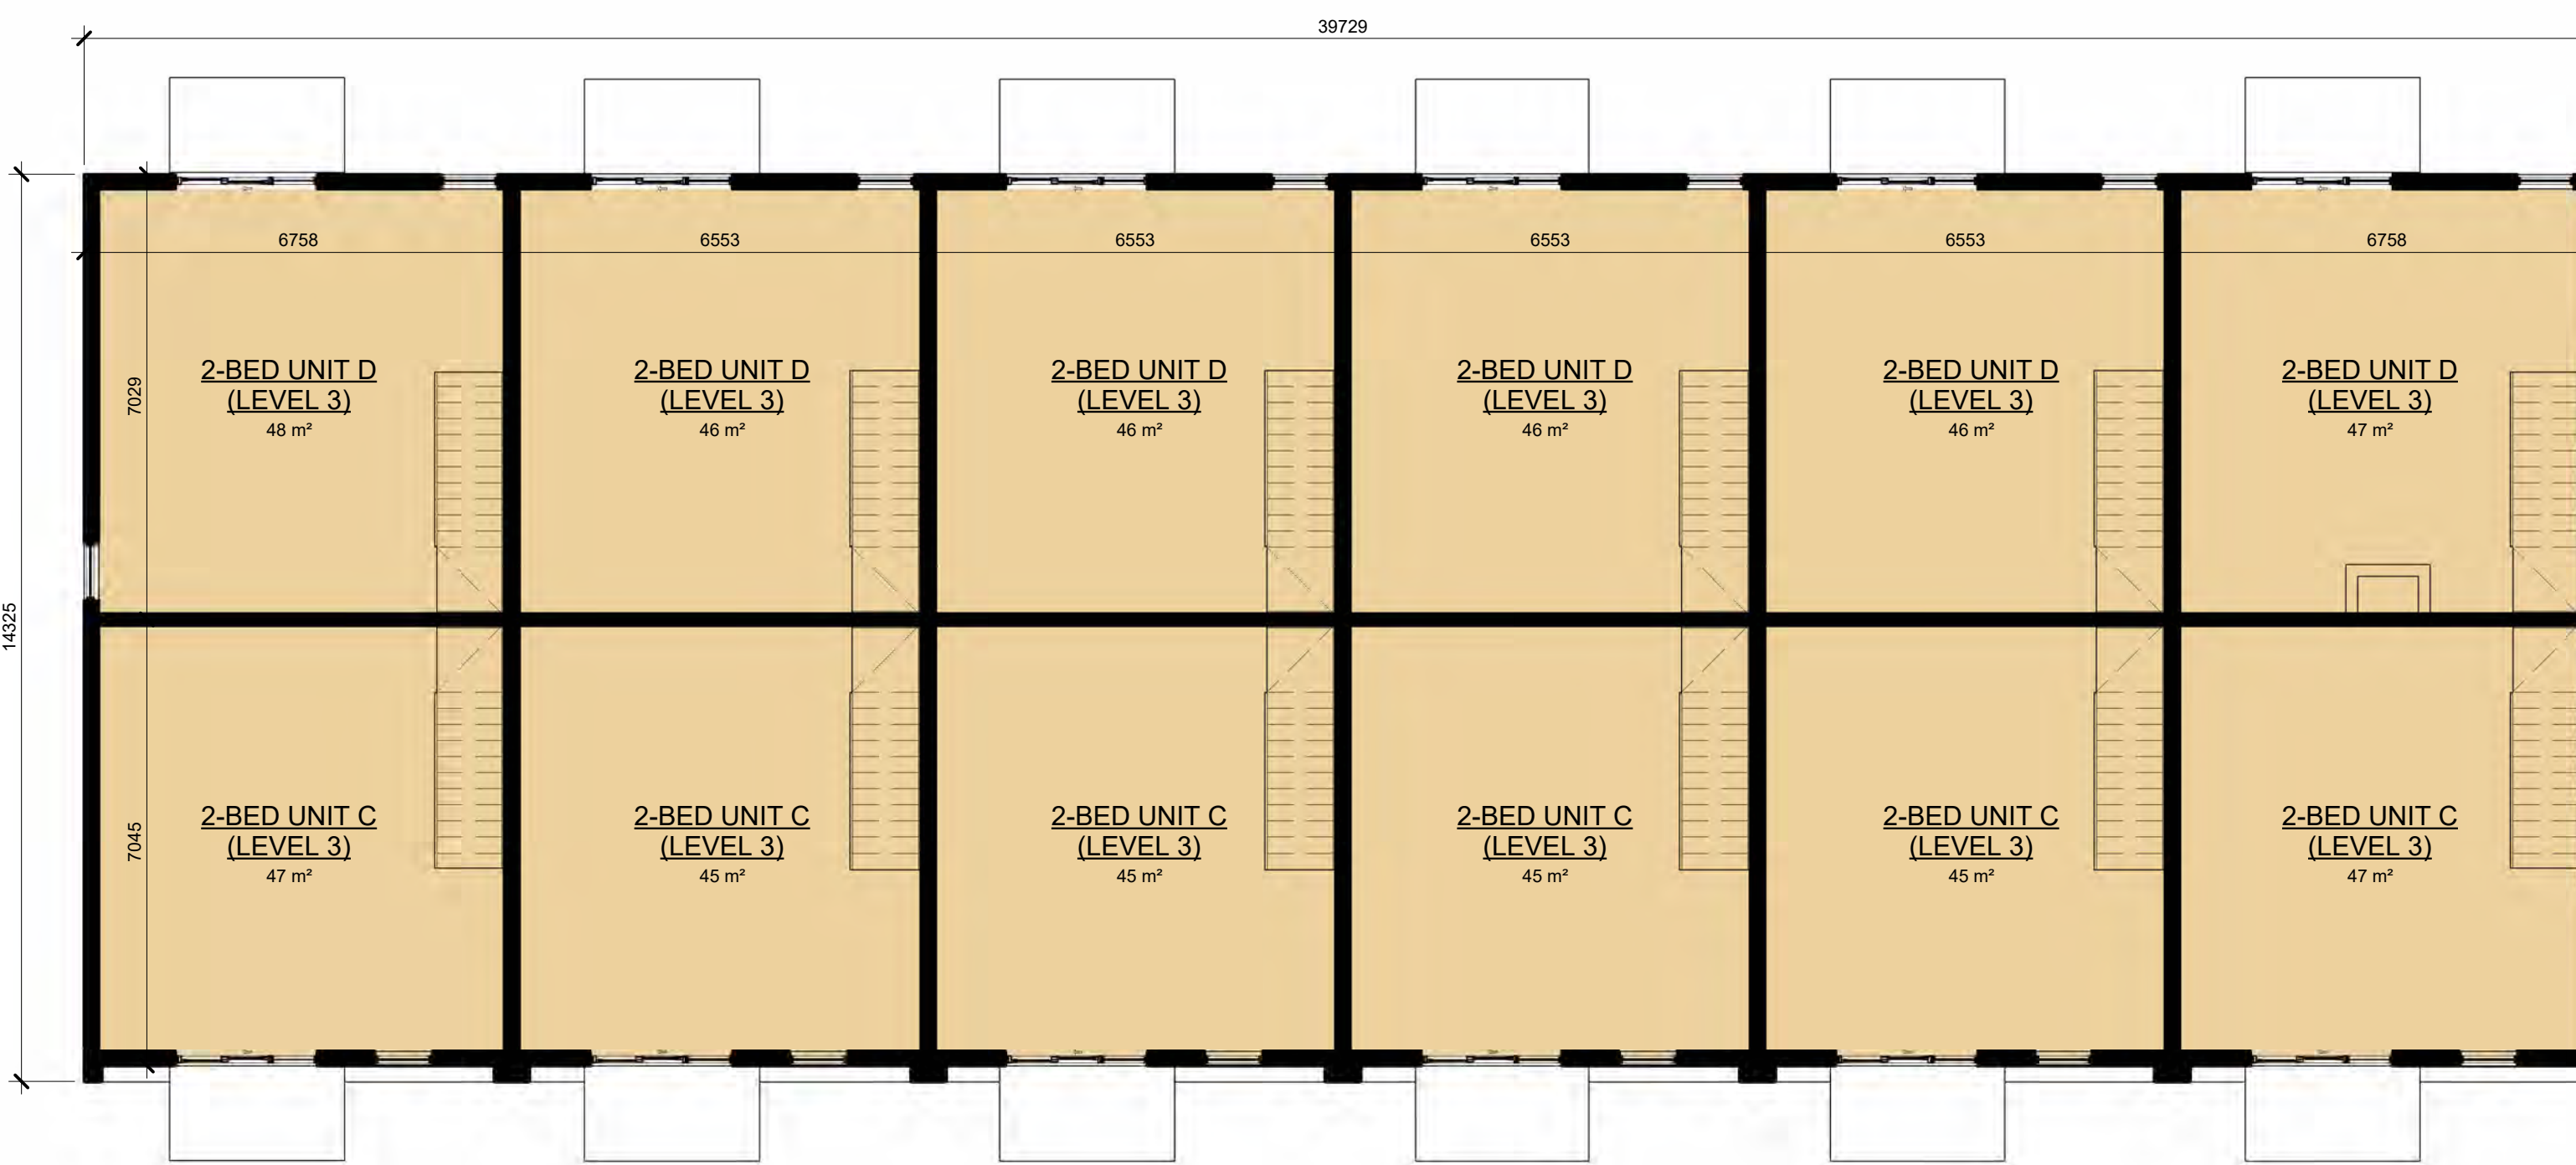 39729
6758 6553 6553 6553 6553 6758
2-BED UNIT D 2-BED UNIT D 2-BED UNIT D 2-BED UNIT D 2-BED UNIT D 2-BED UNIT D
(LEVEL 3) (LEVEL 3) (LEVEL 3) (LEVEL 3) (LEVEL 3) (LEVEL 3)
48 m² 46 m² 46 m² 46 m² 46 m² 47 m²
7029
14325
2-BED UNIT C 2-BED UNIT C 2-BED UNIT C 2-BED UNIT C 2-BED UNIT C 2-BED UNIT C
(LEVEL 3) (LEVEL 3) (LEVEL 3) (LEVEL 3) (LEVEL 3) (LEVEL 3)
47 m² 45 m² 45 m² 45 m² 45 m² 47 m²
7045